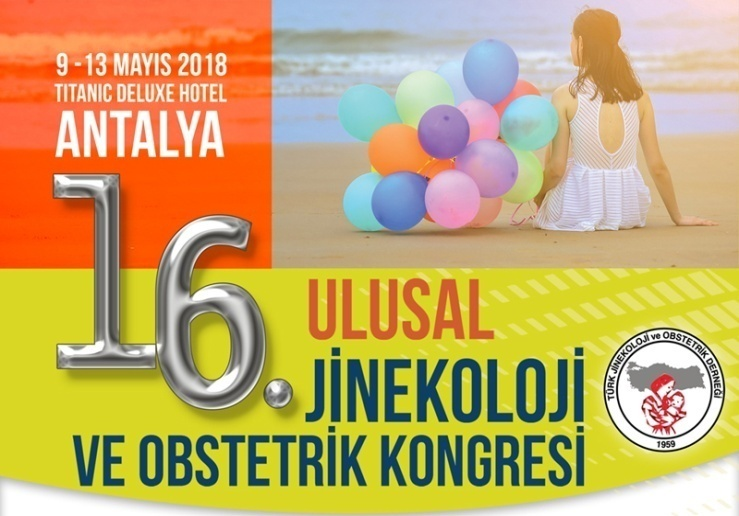 9 -13 MAYIS 2018
TITANIC DELUXE HOTEL
ANTALYA
16.
ULUSAL
JİNEKOLOJİ
VE OBSTETRİK KONGRESİ
TÜRK JİNEKOLOJİ ve OBSTETRİK DERNEĞİ
1959